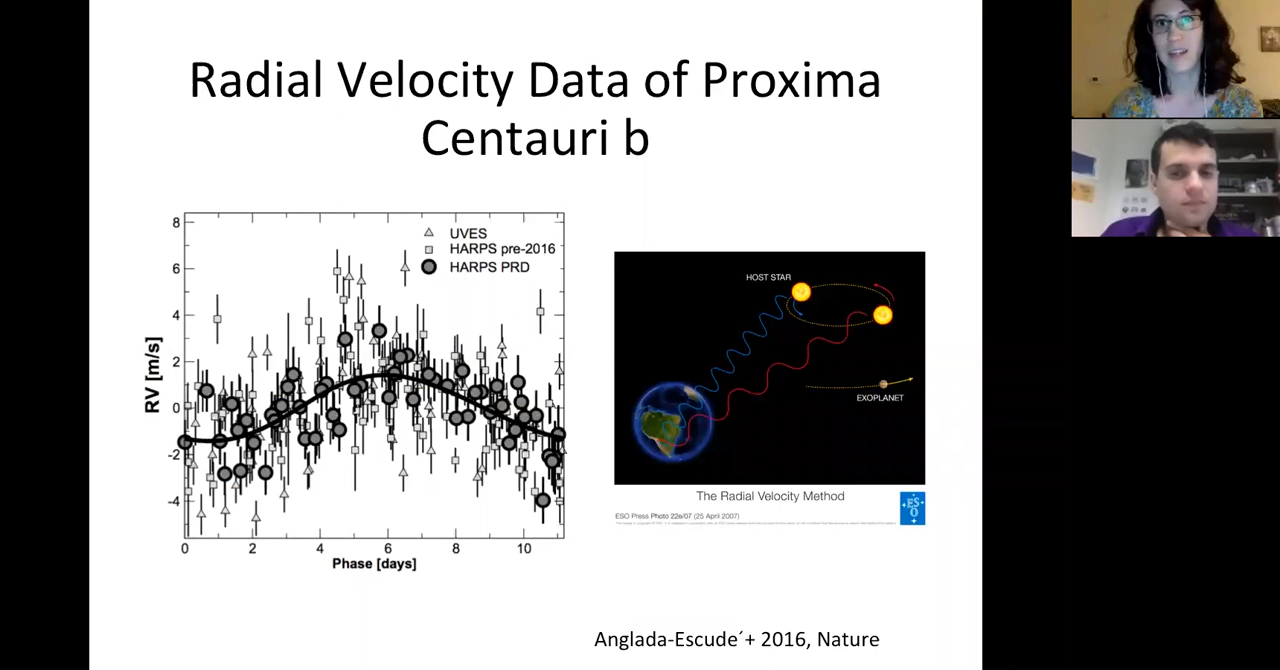 Radial Velocity Data of Proxima
Centauri b
8
6
4
2
0
-2
-4
RV [m/s]
UVES
HARPS pre-2016
HARPS PRD
0 2 4 6 8 10
Phase [days]
HOST STAR
EXOPLANET
The Radial Velocity Method
ESO Press Photo 22e/07 (25 April 2007)
ESO
Anglada-Escude´+ 2016, Nature